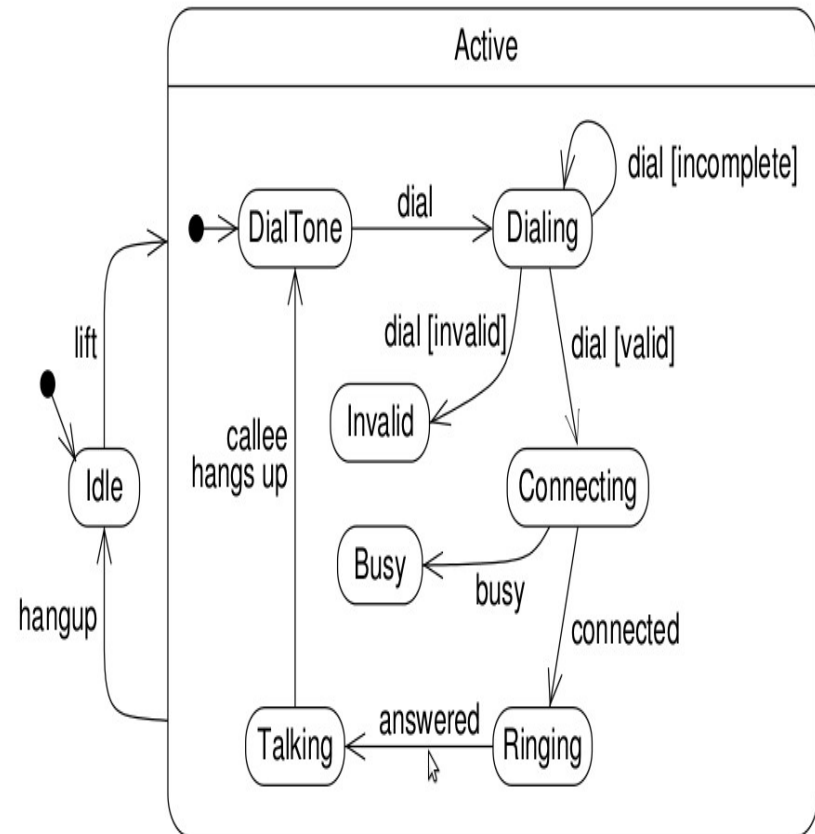 Active
dial [incomplete]
DialTone
dial
Dialing
lift
dial [invalid]
dial [valid]
Invalid
callee
hangs up
Idle
Connecting
Busy
busy
hangup
connected
Talking
answered
Ringing